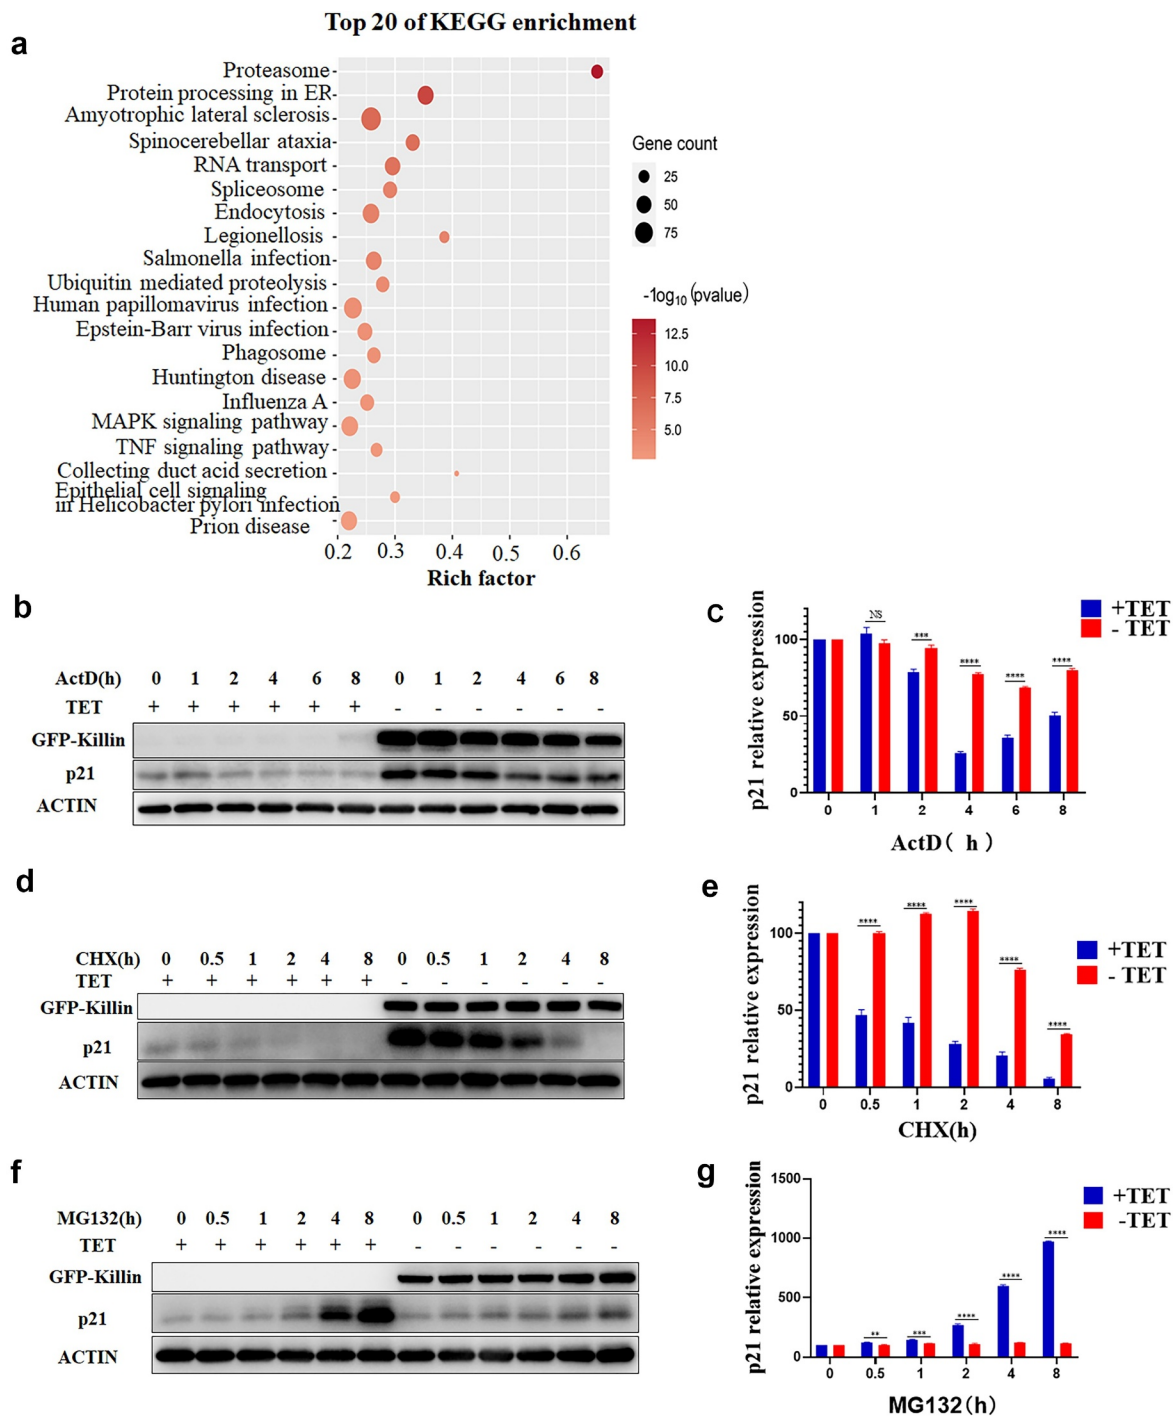 Top 20 of KEGG enrichment
a
Proteasome
Protein processing in ER
Amyotrophic lateral sclerosis
Spinocerebellar ataxia
RNA transport
Spliceosome
Endocytosis
Legionellosis
Salmonella infection
Ubiquitin mediated proteolysis
Human papillomavirus infection
Epstein-Barr virus infection
Phagosome
Huntington disease
Influenza A
MAPK signaling pathway
TNF signaling pathway
Collecting duct acid secretion
Epithelial cell signaling
in Helicobacter pylori infection
Prion disease
0.2 0.3 0.4 0.5 0.6
Rich factor
Gene count
25
50
75
-log₁₀(pvalue)
12.5
10.0
7.5
5.0
b
ActD(h) 0 1 2 4 6 8 0 1 2 4 6 8
TET + + + + + + - - - - - -
GFP-Killin
p21
ACTIN
c
p21 relative expression
100
50
0
NS *** **** **** ****
0 1 2 4 6 8
ActD( h )
+TET
- TET
d
CHX(h) 0 0.5 1 2 4 8 0 0.5 1 2 4 8
TET + + + + + + - - - - - -
GFP-Killin
p21
ACTIN
e
p21 relative expression
100
50
0
**** **** **** **** ****
0 0.5 1 2 4 8
CHX(h)
+TET
- TET
f
MG132(h) 0 0.5 1 2 4 8 0 0.5 1 2 4 8
TET + + + + + + - - - - - -
GFP-Killin
p21
ACTIN
g
p21 relative expression
1500
1000
500
0
** *** **** **** ****
0 0.5 1 2 4 8
MG132(h)
+TET
-TET